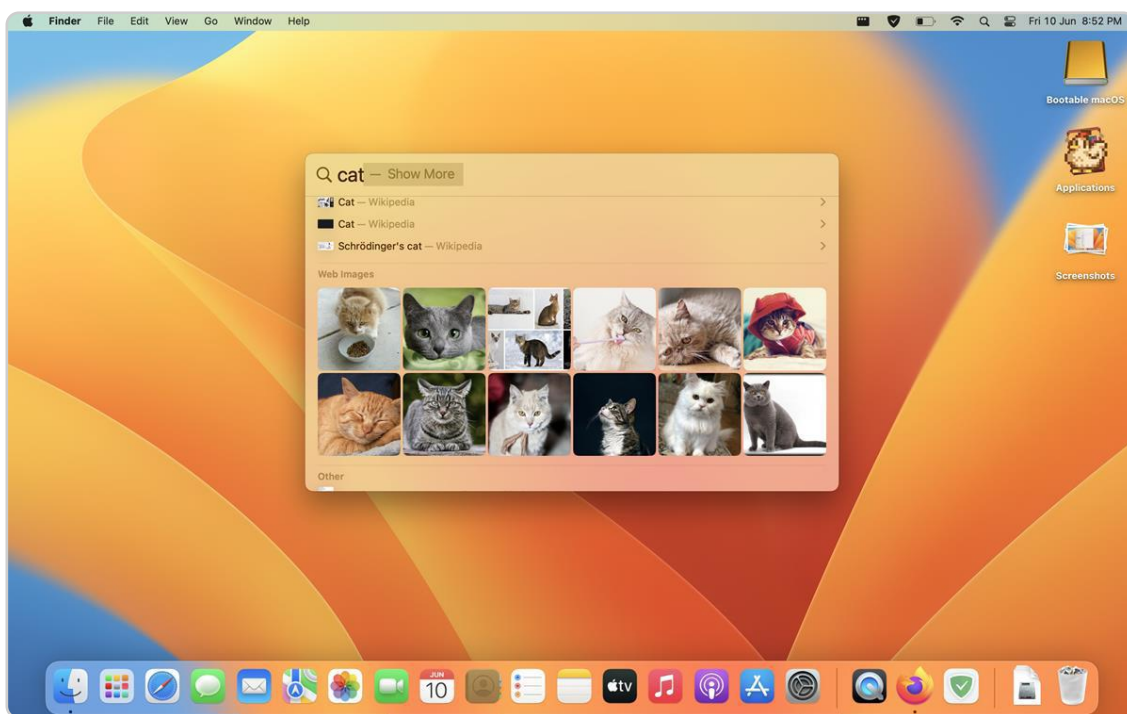 Finder File Edit View Go Window Help
Fri 10 Jun 8:52 PM
Bootable macOS
Applications
Screenshots
cat — Show More
Cat — Wikipedia
Cat — Wikipedia
Schrödinger's cat — Wikipedia
Web Images
Other
JUN
10
tv